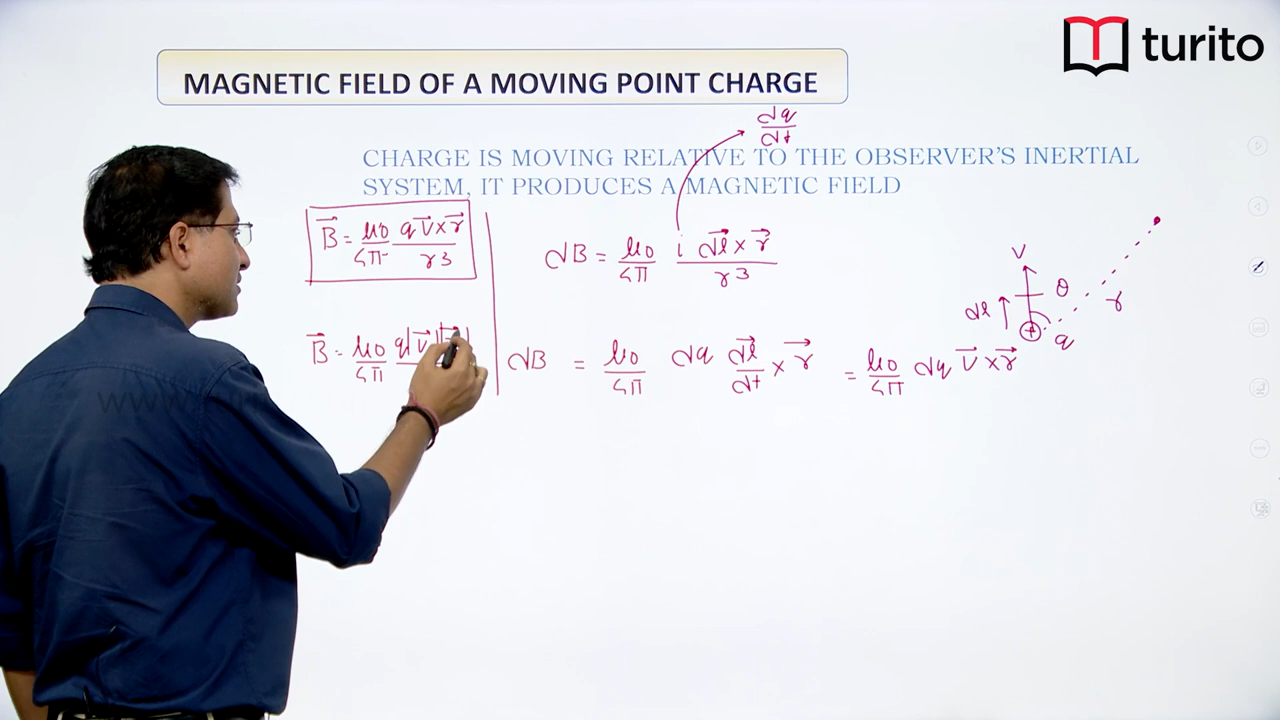 turito
MAGNETIC FIELD OF A MOVING POINT CHARGE
dq/dt
CHARGE IS MOVING RELATIVE TO THE OBSERVER'S INERTIAL
SYSTEM, IT PRODUCES A MAGNETIC FIELD
B⃗ = μ0/4π q v⃗ × r⃗ / r3
dB = μ0/4π i dl⃗ × r⃗ / r3
v
θ
dl
r
+
q
B⃗ = μ0/4π q|v⃗||r⃗|
dB = μ0/4π dq dl⃗/dt × r⃗ = μ0/4π dq v⃗ × r⃗
www.